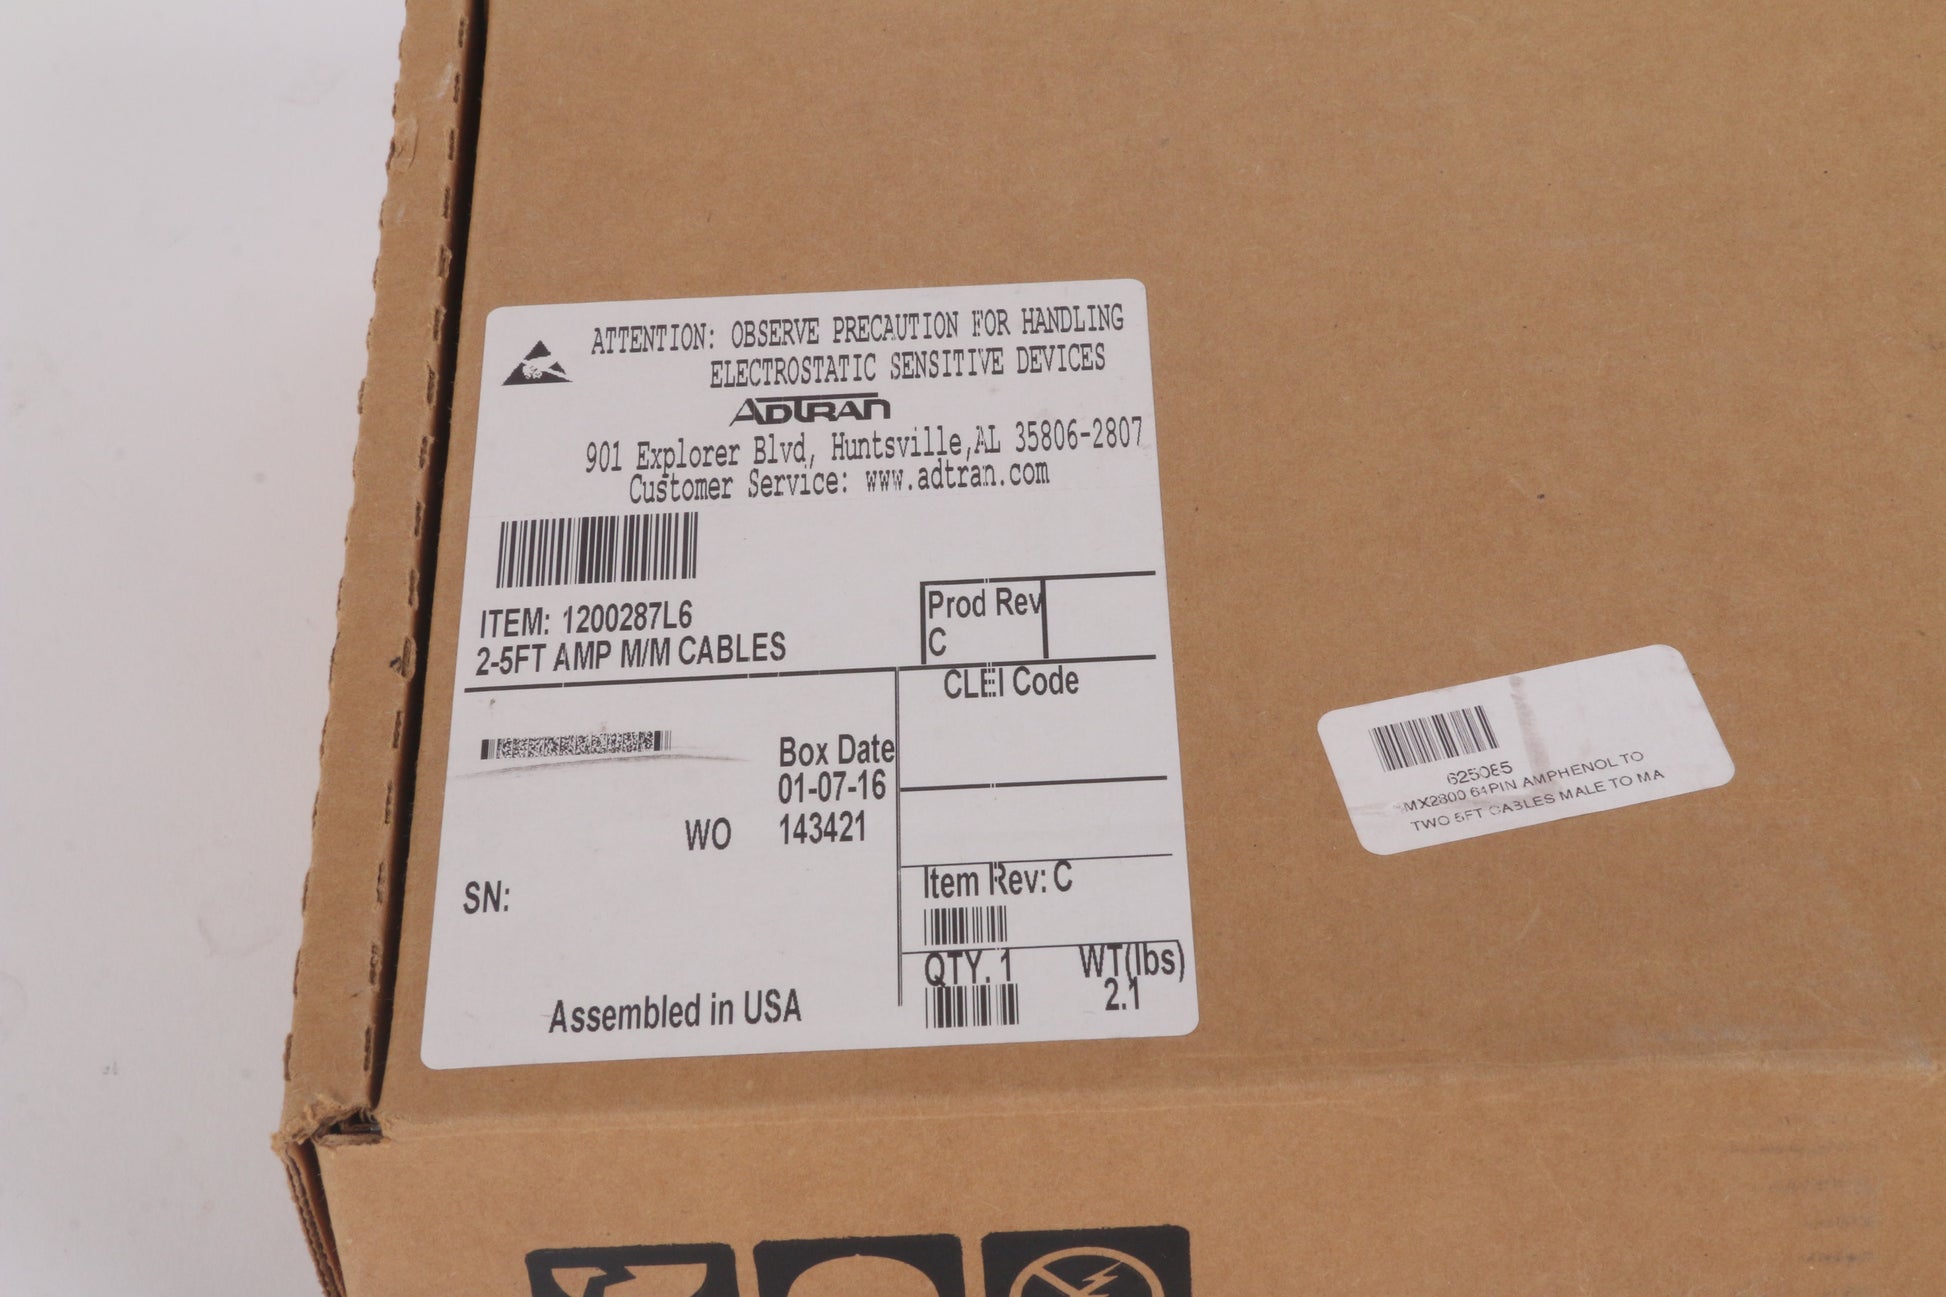 ATTENTION: OBSERVE PRECAUTION FOR HANDLING
ELECTROSTATIC SENSITIVE DEVICES
ADTRAN
901 Explorer Blvd, Huntsville,AL 35806-2807
Customer Service: www.adtran.com
ITEM: 1200287L6
2-5FT AMP M/M CABLES
Prod Rev
C
CLEI Code
Box Date
01-07-16
WO 143421
SN:
Item Rev: C
QTY. 1
WT(lbs)
2.1
Assembled in USA
625085
MX2800 64PIN AMPHENOL TO
TWO 5FT CABLES MALE TO MA